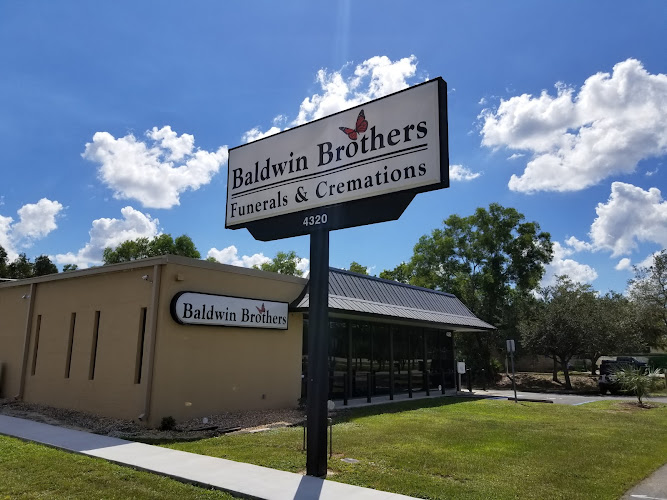 Baldwin Brothers
Funerals & Cremations
4320
Baldwin Brothers